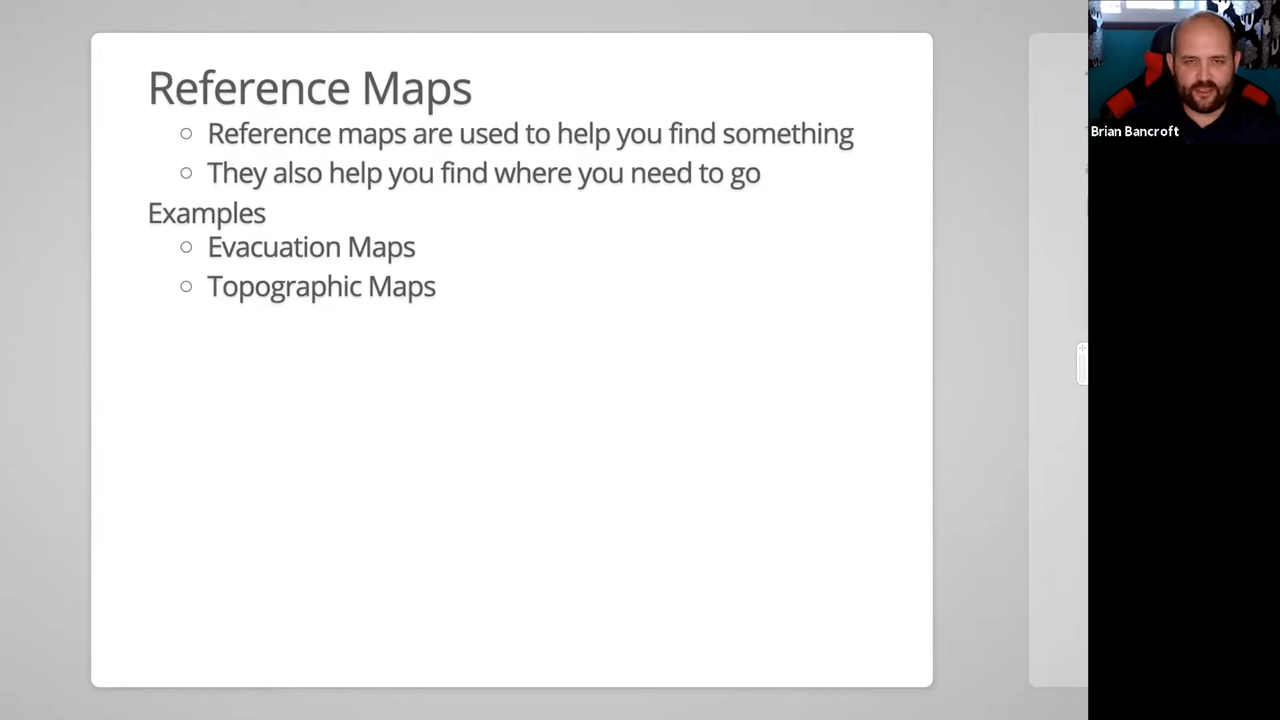 Reference Maps
Reference maps are used to help you find something
They also help you find where you need to go
Examples
Evacuation Maps
Topographic Maps
Brian Bancroft